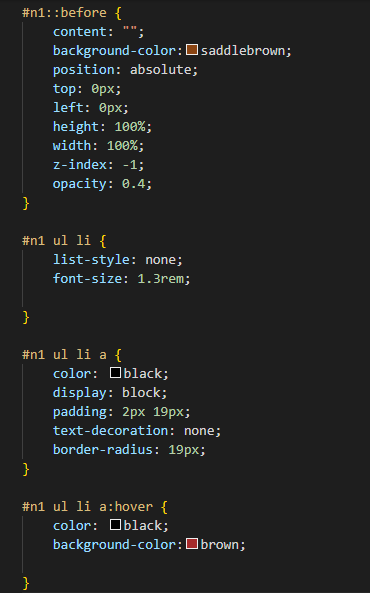 #n1::before {
    content: "";
    background-color: saddlebrown;
    position: absolute;
    top: 0px;
    left: 0px;
    height: 100%;
    width: 100%;
    z-index: -1;
    opacity: 0.4;
}

#n1 ul li {
    list-style: none;
    font-size: 1.3rem;

}

#n1 ul li a {
    color: black;
    display: block;
    padding: 2px 19px;
    text-decoration: none;
    border-radius: 19px;
}

#n1 ul li a:hover {
    color: black;
    background-color: brown;

}